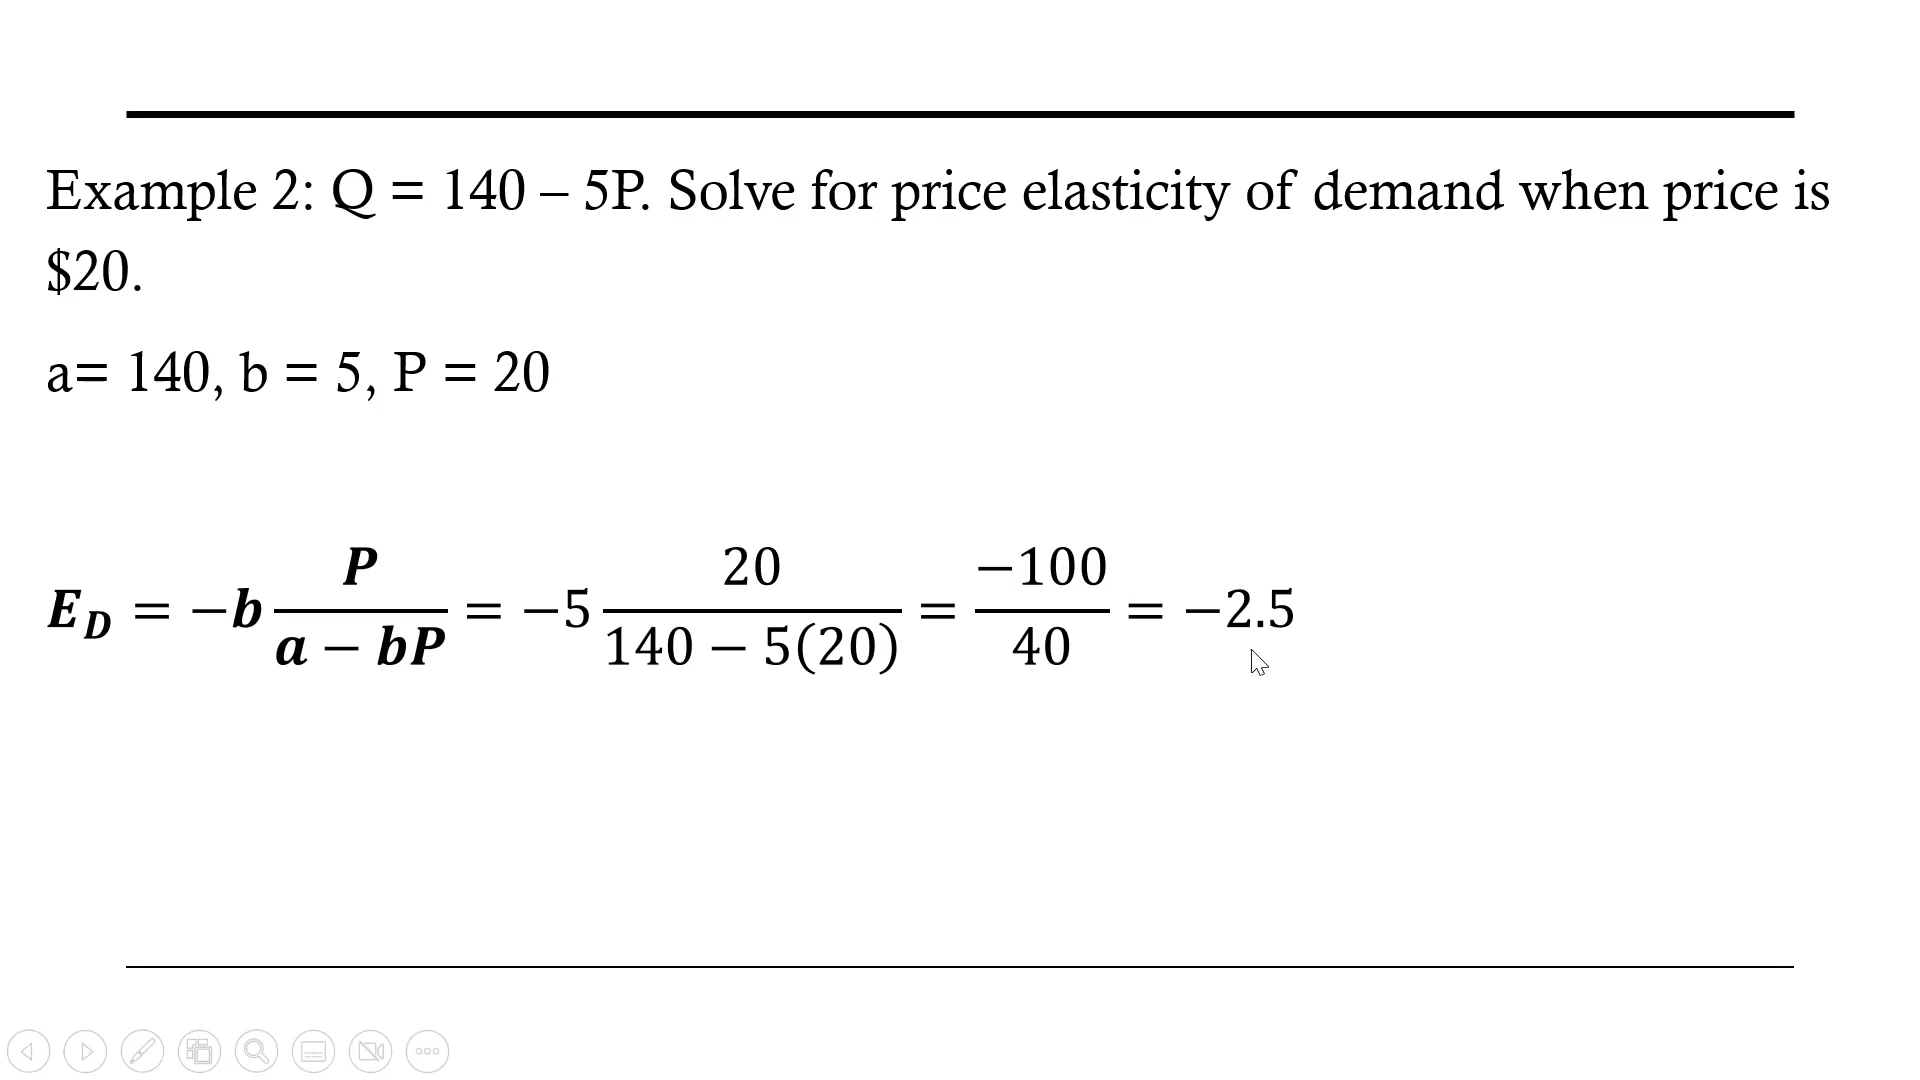 Example 2: Q = 140 – 5P. Solve for price elasticity of demand when price is
$20.
a= 140, b = 5, P = 20
E_D = −b P/(a − bP) = −5 20/(140 − 5(20)) = −100/40 = −2.5